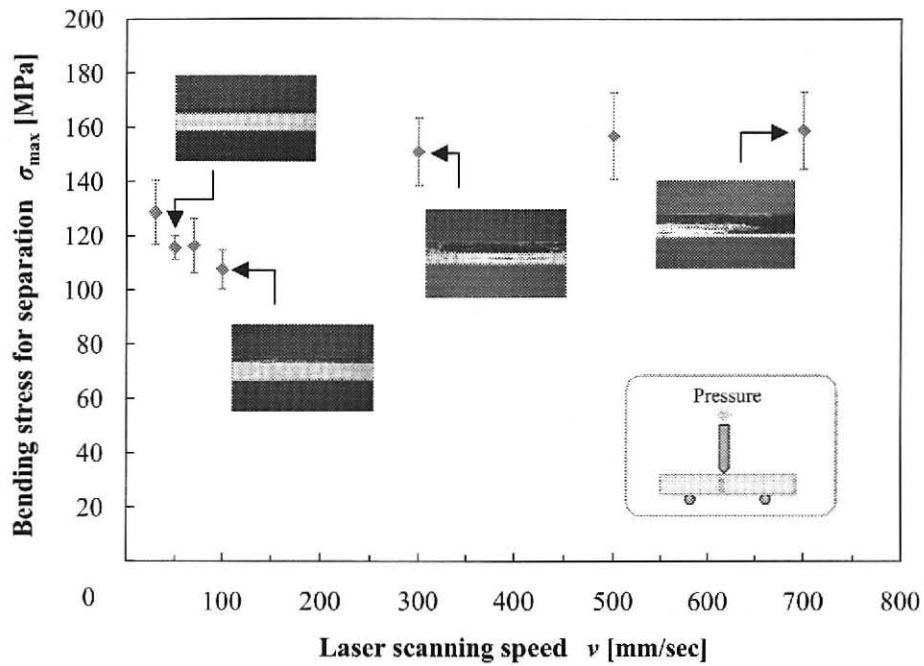 200
180
160
140
120
100
80
60
40
20
0
Bending stress for separation σmax [MPa]
Pressure
100 200 300 400 500 600 700 800
Laser scanning speed v [mm/sec]